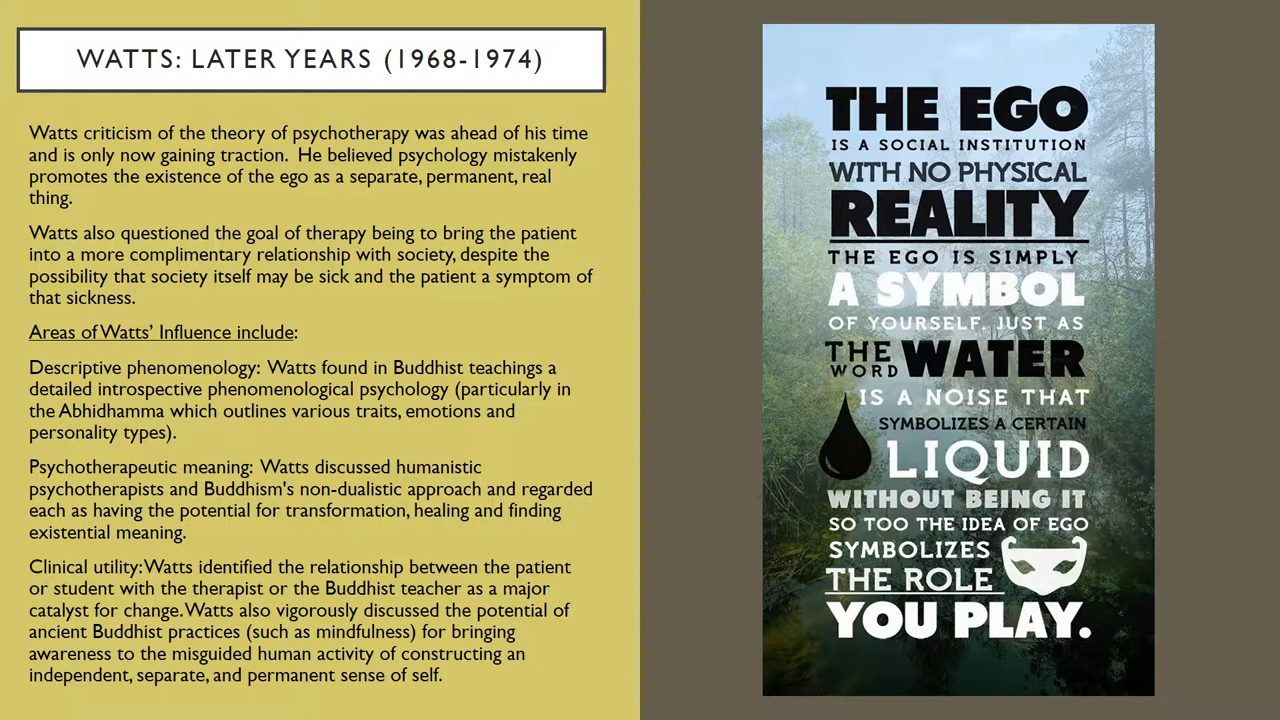 WATTS: LATER YEARS (1968-1974)
Watts criticism of the theory of psychotherapy was ahead of his time
and is only now gaining traction.  He believed psychology mistakenly
promotes the existence of the ego as a separate, permanent, real
thing.
Watts also questioned the goal of therapy being to bring the patient
into a more complimentary relationship with society, despite the
possibility that society itself may be sick and the patient a symptom of
that sickness.
Areas of Watts' Influence include:
Descriptive phenomenology: Watts found in Buddhist teachings a
detailed introspective phenomenological psychology (particularly in
the Abhidhamma which outlines various traits, emotions and
personality types).
Psychotherapeutic meaning: Watts discussed humanistic
psychotherapists and Buddhism's non-dualistic approach and regarded
each as having the potential for transformation, healing and finding
existential meaning.
Clinical utility: Watts identified the relationship between the patient
or student with the therapist or the Buddhist teacher as a major
catalyst for change. Watts also vigorously discussed the potential of
ancient Buddhist practices (such as mindfulness) for bringing
awareness to the misguided human activity of constructing an
independent, separate, and permanent sense of self.
THE EGO
IS A SOCIAL INSTITUTION
WITH NO PHYSICAL
REALITY
THE EGO IS SIMPLY
A SYMBOL
OF YOURSELF. JUST AS
THE WORD WATER
IS A NOISE THAT
SYMBOLIZES A CERTAIN
LIQUID
WITHOUT BEING IT
SO TOO THE IDEA OF EGO
SYMBOLIZES
THE ROLE
YOU PLAY.